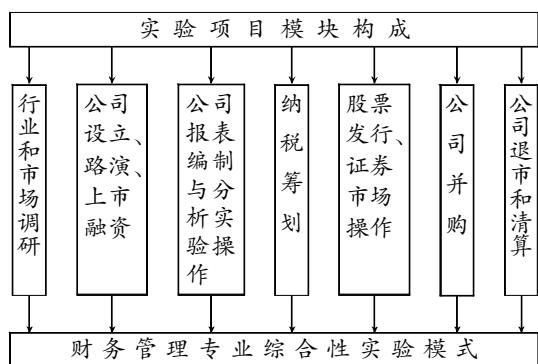 实验项目模块构成
行业和市场调研
公司
设立、
路演、
上市
融资
公司
报表
编制
与分
析实
验操
作
纳税筹划
股票
发行、
证券
市场
操作
公司并购
公司退市和清算
财务管理专业综合性实验模式